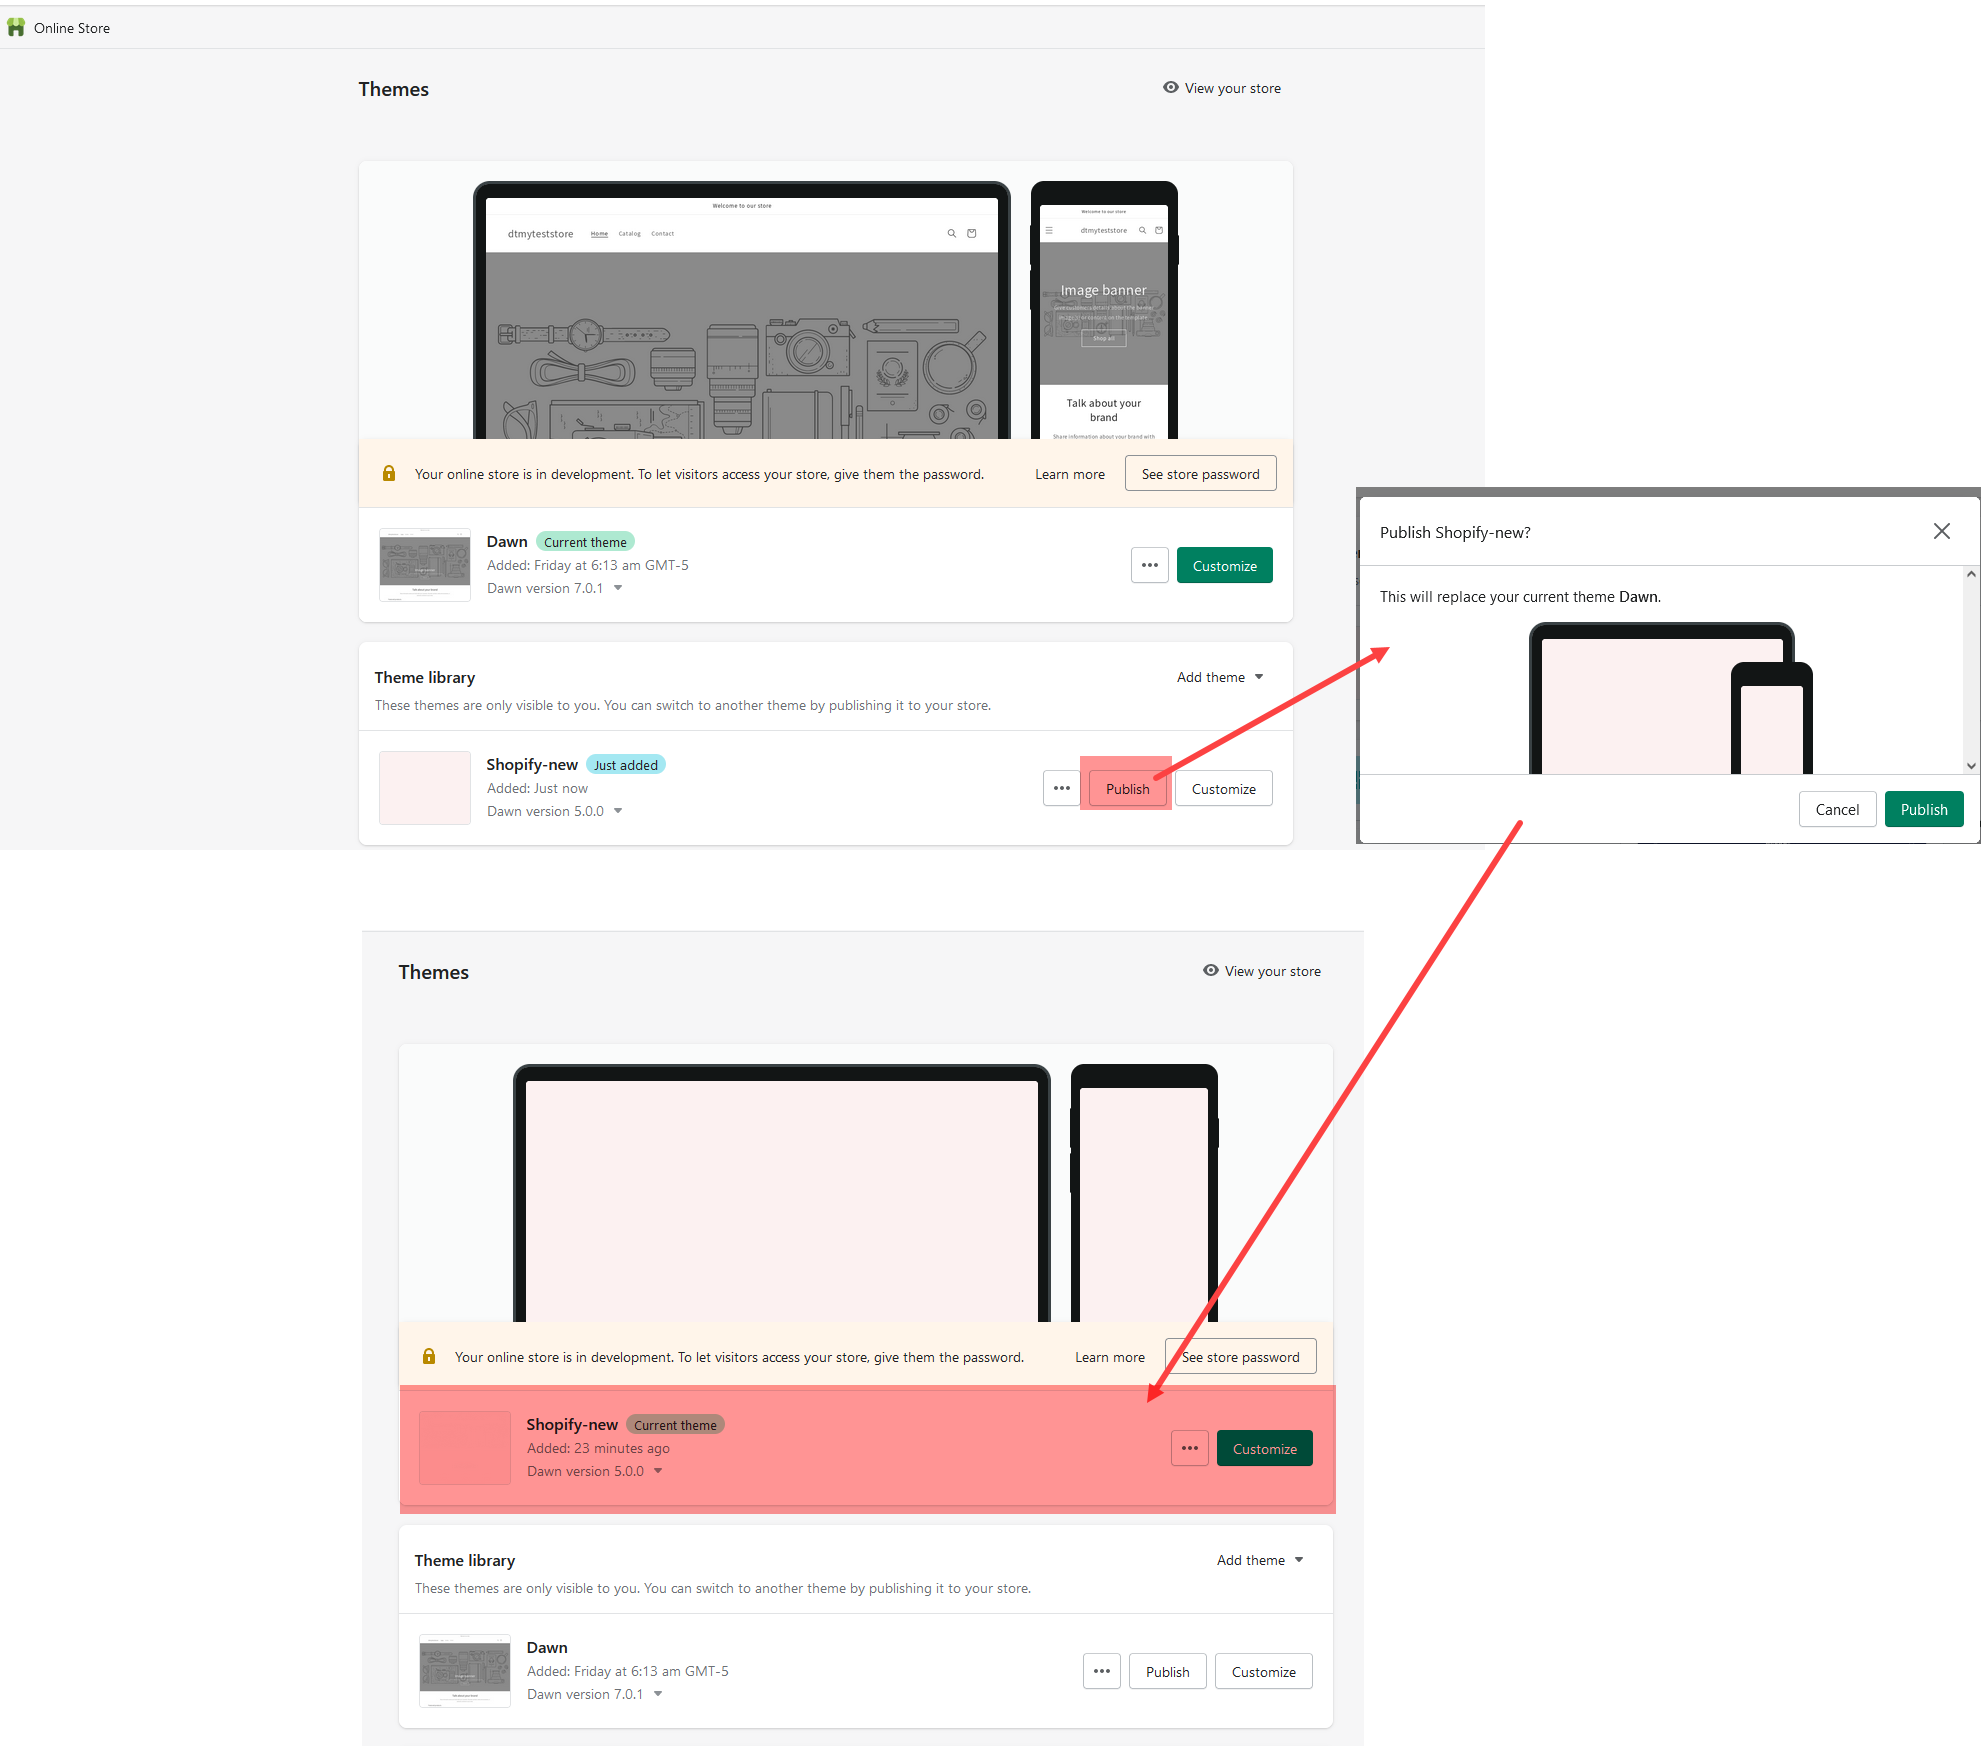 Online Store
Themes
View your store
Welcome to our store
dtmyteststore Home Catalog Contact
Welcome to our store
dtmyteststore
Image banner
Shop all
Talk about your
brand
Share information about your brand with
Your online store is in development. To let visitors access your store, give them the password.
Learn more
See store password
Dawn Current theme
Added: Friday at 6:13 am GMT-5
Dawn version 7.0.1
Customize
Theme library
Add theme
These themes are only visible to you. You can switch to another theme by publishing it to your store.
Shopify-new Just added
Added: Just now
Dawn version 5.0.0
Publish
Customize
Publish Shopify-new?
This will replace your current theme Dawn.
Cancel
Publish
Themes
View your store
Your online store is in development. To let visitors access your store, give them the password.
Learn more
See store password
Shopify-new Current theme
Added: 23 minutes ago
Dawn version 5.0.0
Customize
Theme library
Add theme
These themes are only visible to you. You can switch to another theme by publishing it to your store.
Dawn
Added: Friday at 6:13 am GMT-5
Dawn version 7.0.1
Publish
Customize